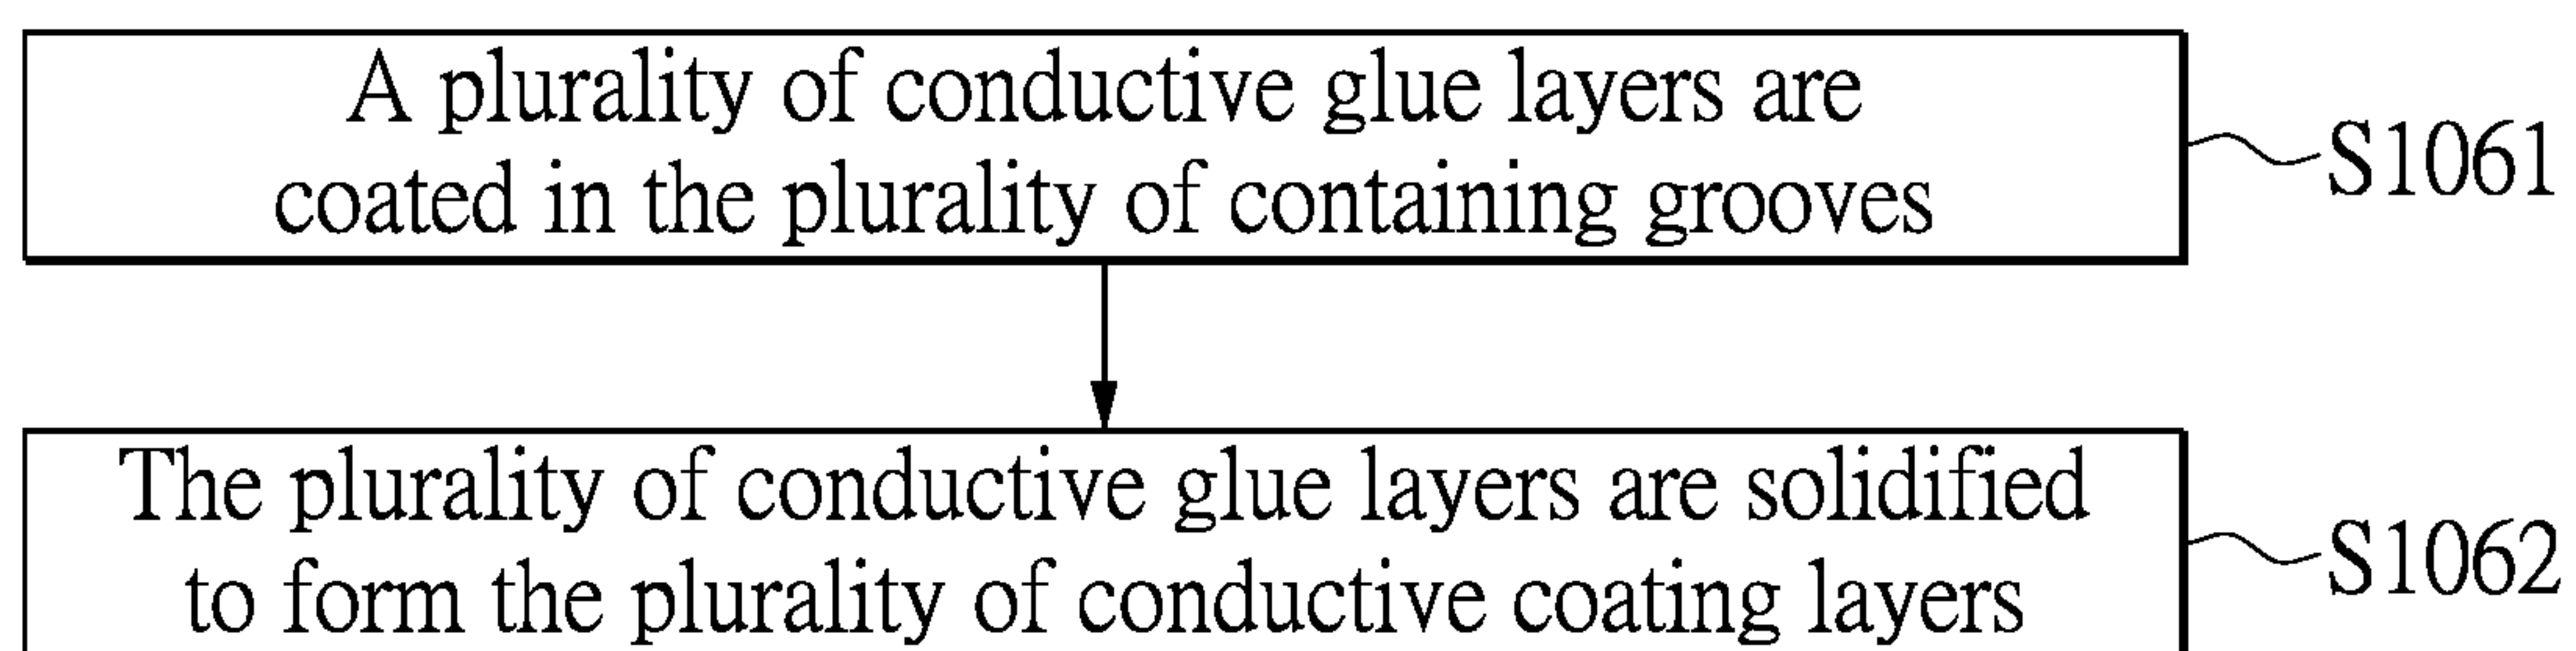 A plurality of conductive glue layers are
coated in the plurality of containing grooves
S1061
The plurality of conductive glue layers are solidified
to form the plurality of conductive coating layers
S1062